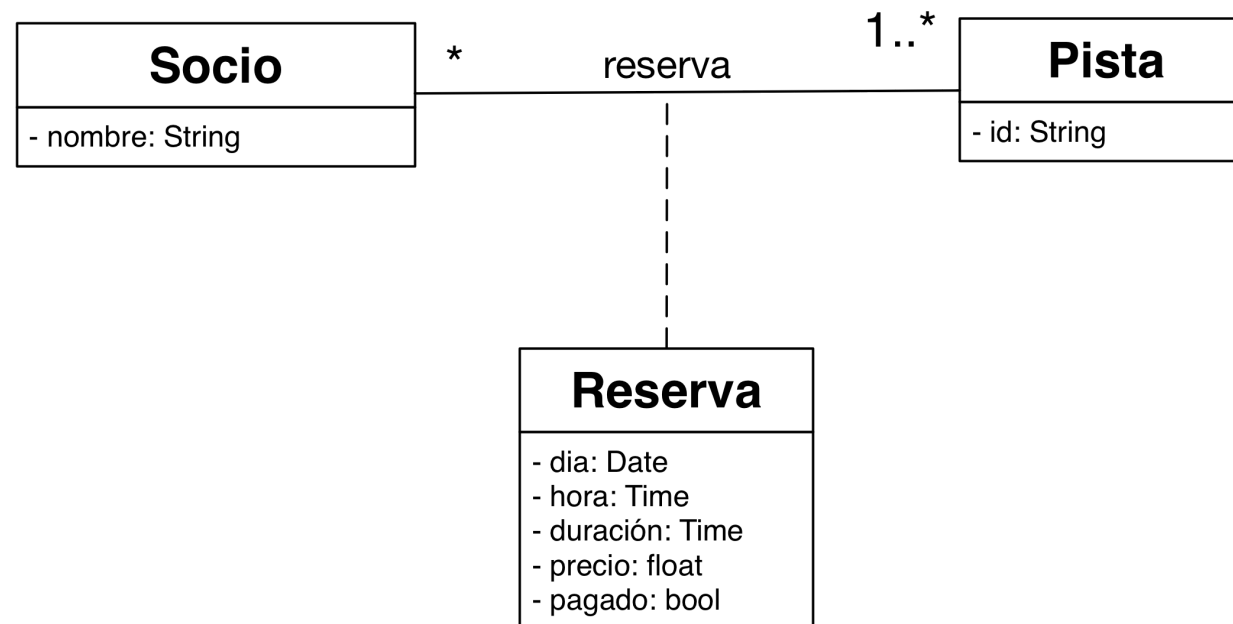 Socio
- nombre: String
*
reserva
1..*
Pista
- id: String
Reserva
- dia: Date
- hora: Time
- duración: Time
- precio: float
- pagado: bool